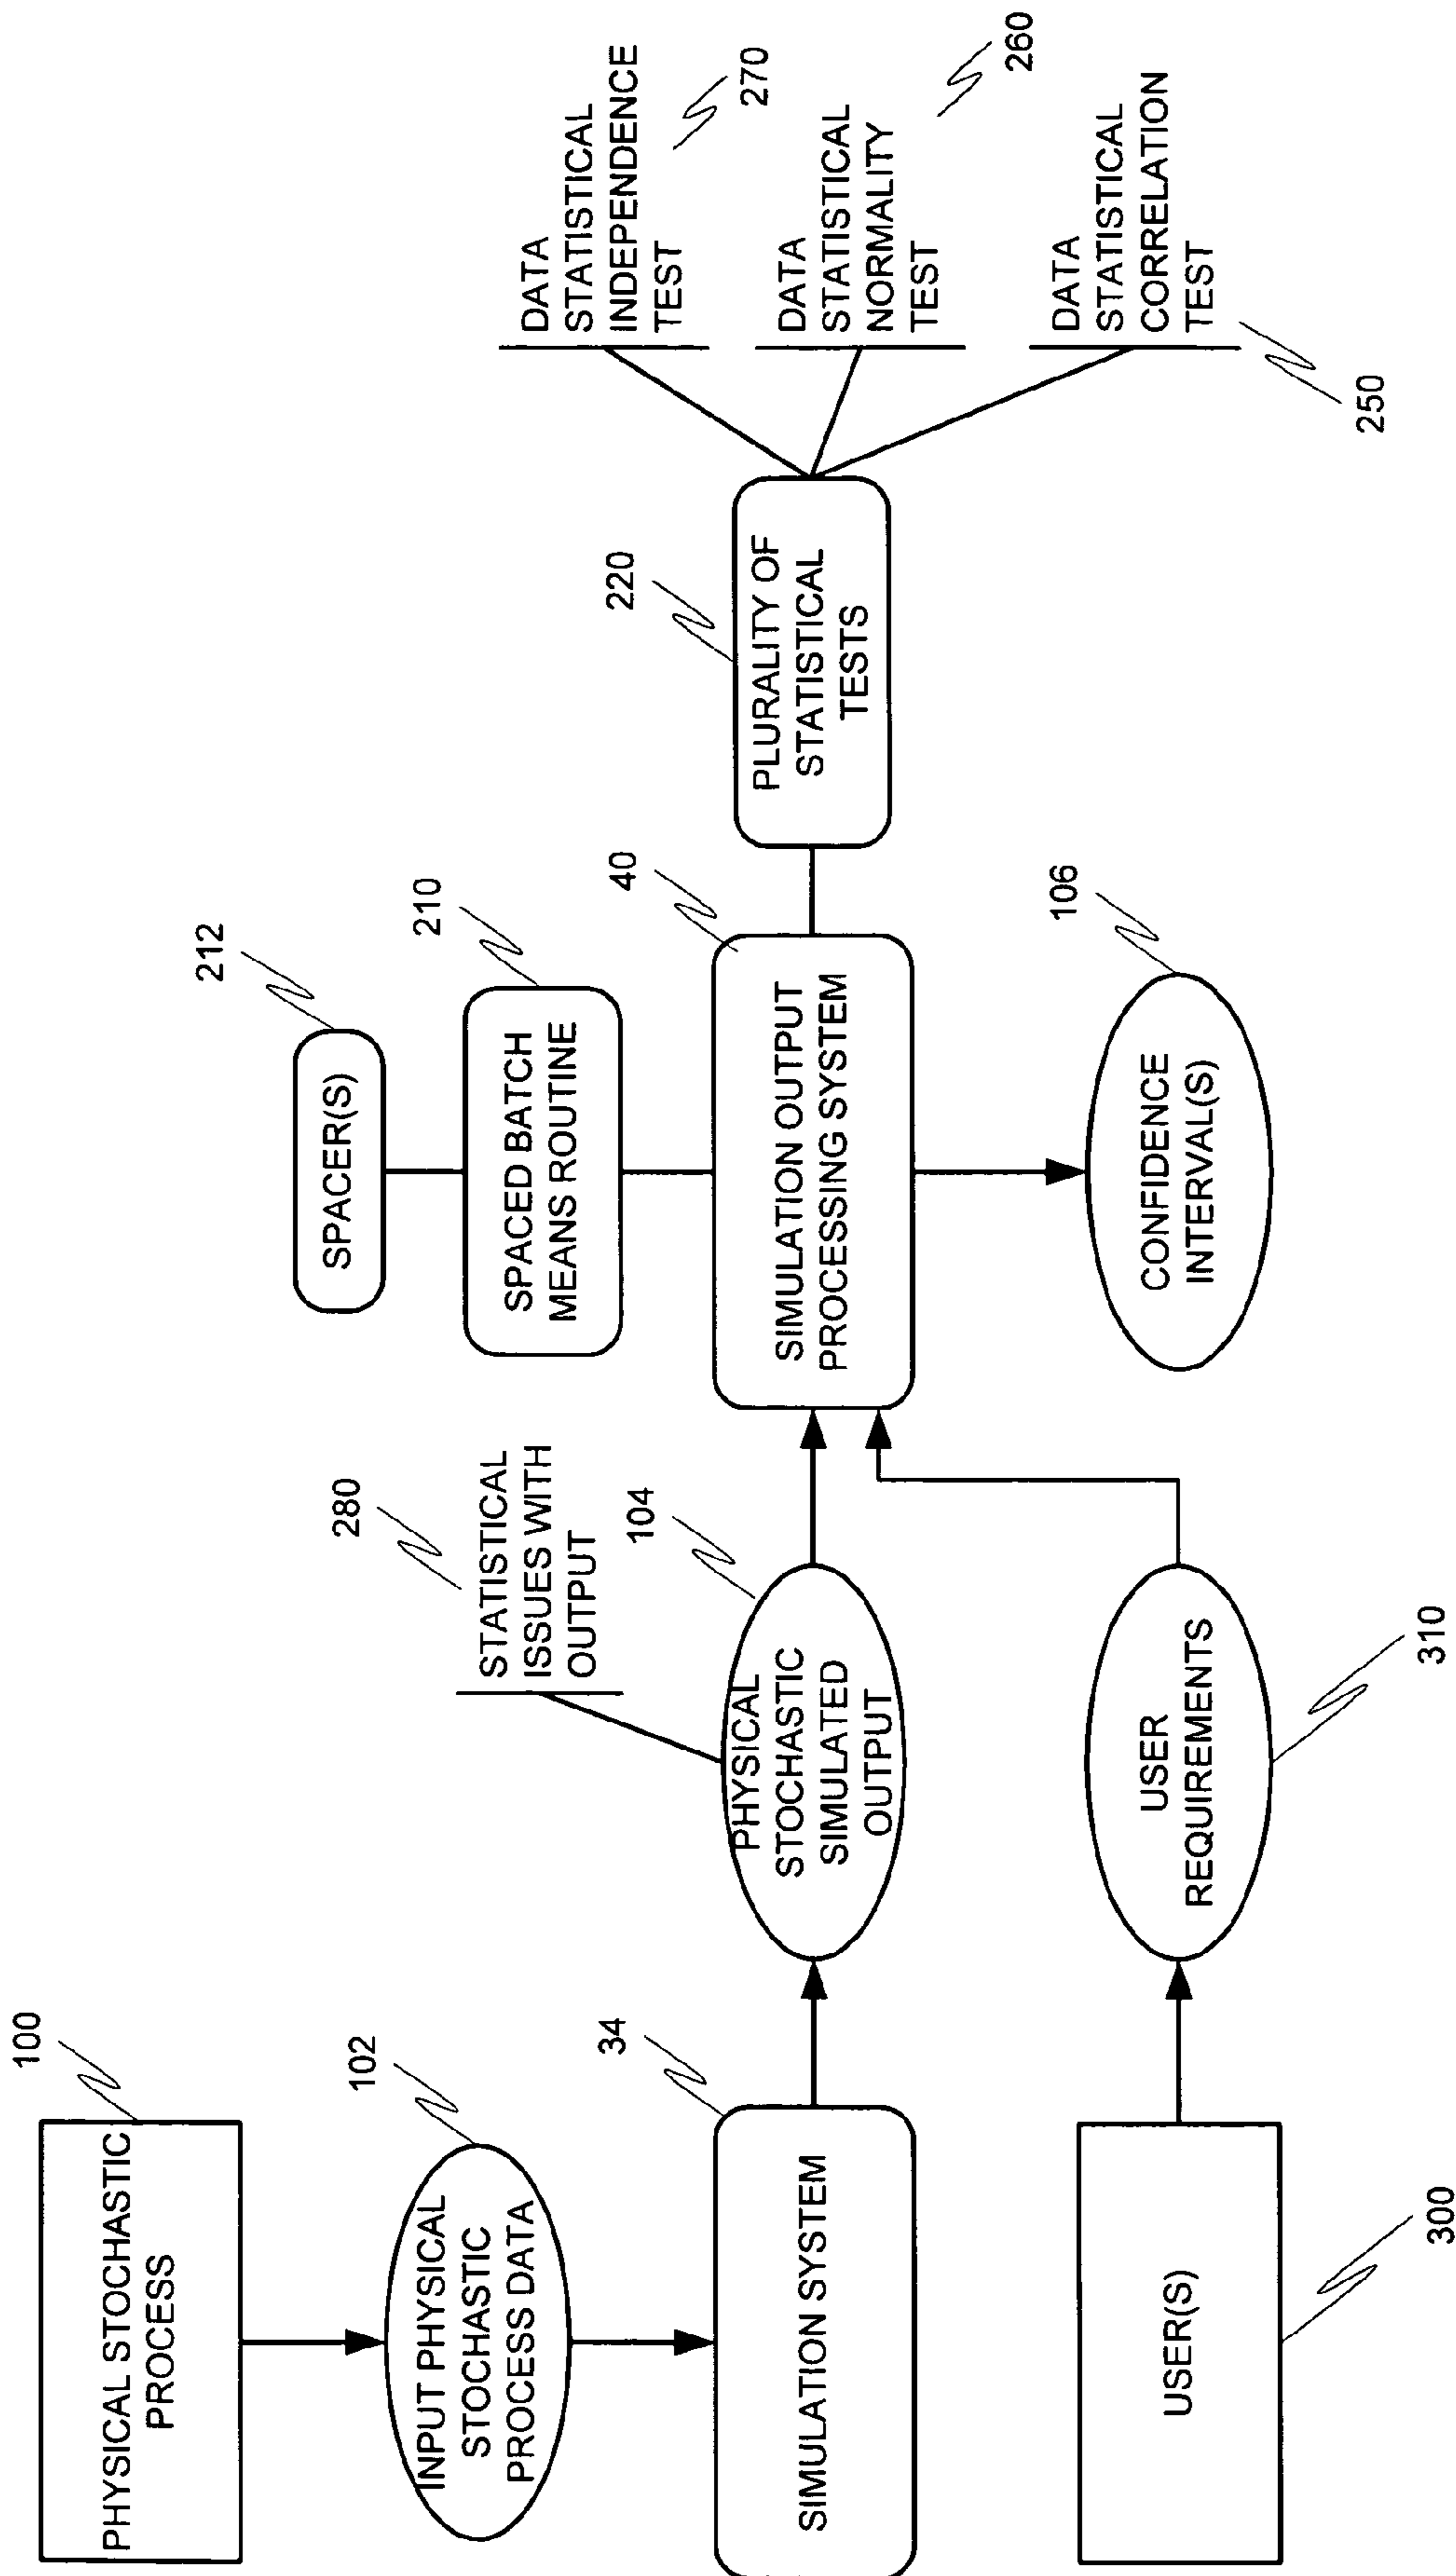 PHYSICAL STOCHASTIC
PROCESS
100
INPUT PHYSICAL
STOCHASTIC
PROCESS DATA
102
SIMULATION SYSTEM
34
USER(S)
300
STATISTICAL
ISSUES WITH
OUTPUT
280
PHYSICAL
STOCHASTIC
SIMULATED
OUTPUT
104
USER
REQUIREMENTS
310
SPACER(S)
212
SPACED BATCH
MEANS ROUTINE
210
SIMULATION OUTPUT
PROCESSING SYSTEM
40
CONFIDENCE
INTERVAL(S)
106
PLURALITY OF
STATISTICAL
TESTS
220
DATA
STATISTICAL
INDEPENDENCE
TEST
270
DATA
STATISTICAL
NORMALITY
TEST
260
DATA
STATISTICAL
CORRELATION
TEST
250